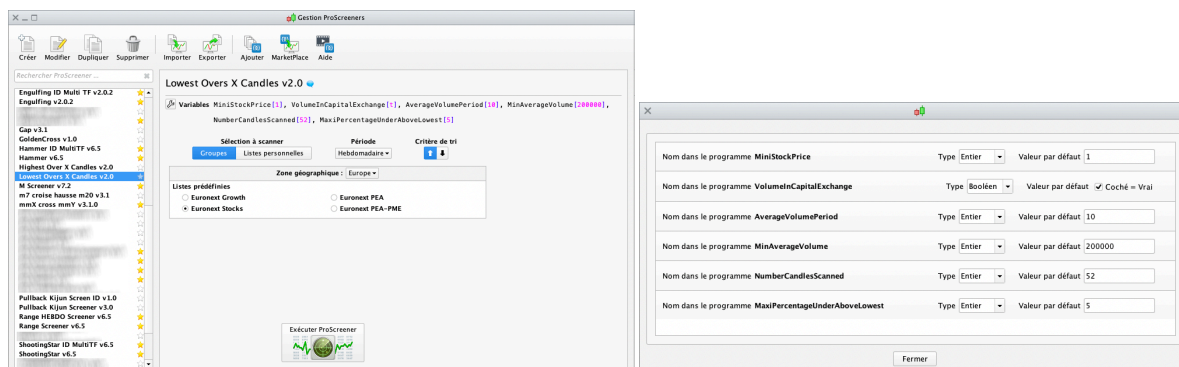 Gestion ProScreeners
Créer Modifier Dupliquer Supprimer Importer Exporter Ajouter MarketPlace Aide
Rechercher ProScreener ...
Engulfing ID Multi TF v2.0.2
Engulfing v2.0.2
Gap v3.1
GoldenCross v1.0
Hammer ID MultiTF v6.5
Hammer v6.5
Highest Over X Candles v2.0
Lowest Overs X Candles v2.0
M Screener v7.2
m7 croise hausse m20 v3.1
mmX cross mmY v3.1.0
Pullback Kijun Screen ID v1.0
Pullback Kijun Screener v3.0
Range HEBDO Screener v6.5
Range Screener v6.5
ShootingStar ID MultiTF v6.5
ShootingStar v6.5
Lowest Overs X Candles v2.0
Variables MiniStockPrice[1], VolumeInCapitalExchange[t], AverageVolumePeriod[10], MinAverageVolume[200000],
NumberCandlesScanned[52], MaxiPercentageUnderAboveLowest[5]
Sélection à scanner Période Critère de tri
Groupes Listes personnelles Hebdomadaire
Zone géographique : Europe
Listes prédéfinies
Euronext Growth Euronext PEA
Euronext Stocks Euronext PEA-PME
Exécuter ProScreener
Nom dans le programme MiniStockPrice Type Entier Valeur par défaut 1
Nom dans le programme VolumeInCapitalExchange Type Booléen Valeur par défaut Coché = Vrai
Nom dans le programme AverageVolumePeriod Type Entier Valeur par défaut 10
Nom dans le programme MinAverageVolume Type Entier Valeur par défaut 200000
Nom dans le programme NumberCandlesScanned Type Entier Valeur par défaut 52
Nom dans le programme MaxiPercentageUnderAboveLowest Type Entier Valeur par défaut 5
Fermer